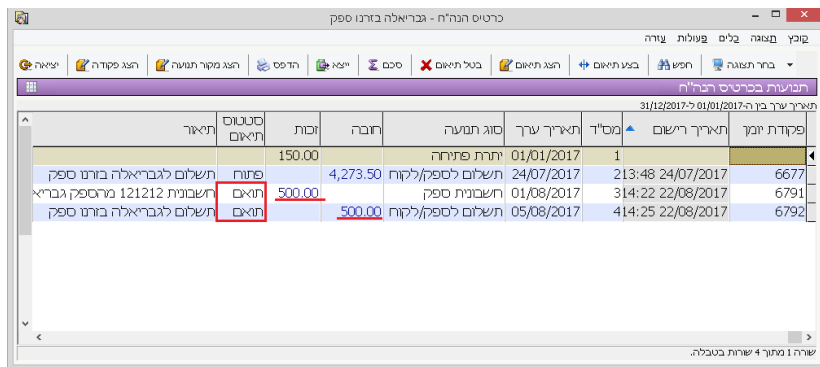 כרטיס הנה"ח - גבריאלה בזרנו ספק
קובץ תצוגה כלים פעולות עזרה
בחר תצוגה חפש בצע תיאום הצג תיאום בטל תיאום סכם ייצא הדפס הצג מקור תנועה הצג פקודה יציאה
תנועות בכרטיס הנה"ח
תאריך ערך בין ה-01/01/2017 ל-31/12/2017
פקודת יומן תאריך רישום מס"ד תאריך ערך סוג תנועה חובה זכות סטטוס תיאום תיאור
1 01/01/2017 יתרת פתיחה 150.00
6677 24/07/2017 13:48 2 24/07/2017 תשלום לספק/לקוח 4,273.50 פתוח תשלום לגבריאלה בזרנו ספק
6791 22/08/2017 14:22 3 01/08/2017 חשבונית ספק 500.00 תואם חשבונית 121212 מהספק גבריא
6792 22/08/2017 14:25 4 05/08/2017 תשלום לספק/לקוח 500.00 תואם תשלום לגבריאלה בזרנו ספק
שורה 1 מתוך 4 שורות בטבלה.